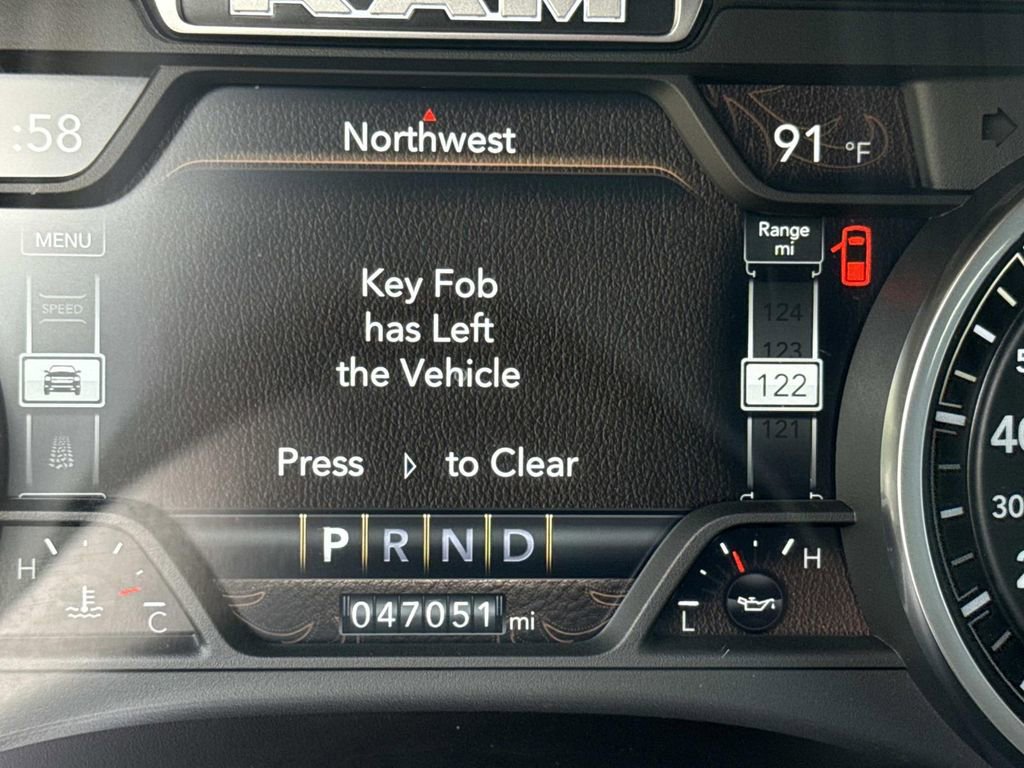 RAM
:58
Northwest
91 °F
MENU
Range
mi
SPEED
Key Fob
has Left
the Vehicle
124
123
122
121
Press to Clear
P R N D
H
C
047051 mi
L
H
40
30